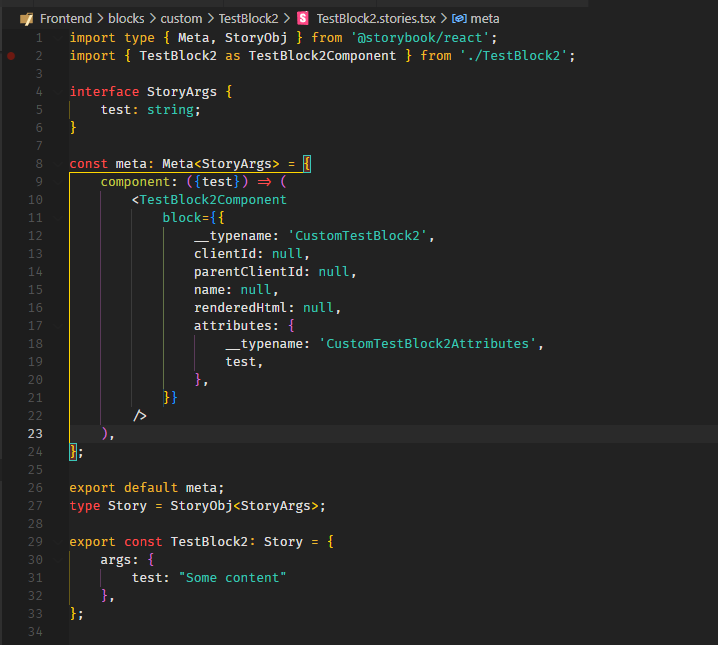 Frontend > blocks > custom > TestBlock2 > TestBlock2.stories.tsx > meta
1 import type { Meta, StoryObj } from '@storybook/react';
2 import { TestBlock2 as TestBlock2Component } from './TestBlock2';
3
4 interface StoryArgs {
5     test: string;
6 }
7
8 const meta: Meta<StoryArgs> = {
9     component: ({test}) => (
10         <TestBlock2Component
11             block={{
12                 __typename: 'CustomTestBlock2',
13                 clientId: null,
14                 parentClientId: null,
15                 name: null,
16                 renderedHtml: null,
17                 attributes: {
18                     __typename: 'CustomTestBlock2Attributes',
19                     test,
20                 },
21             }}
22         />
23     ),
24 };
25
26 export default meta;
27 type Story = StoryObj<StoryArgs>;
28
29 export const TestBlock2: Story = {
30     args: {
31         test: "Some content"
32     },
33 };
34